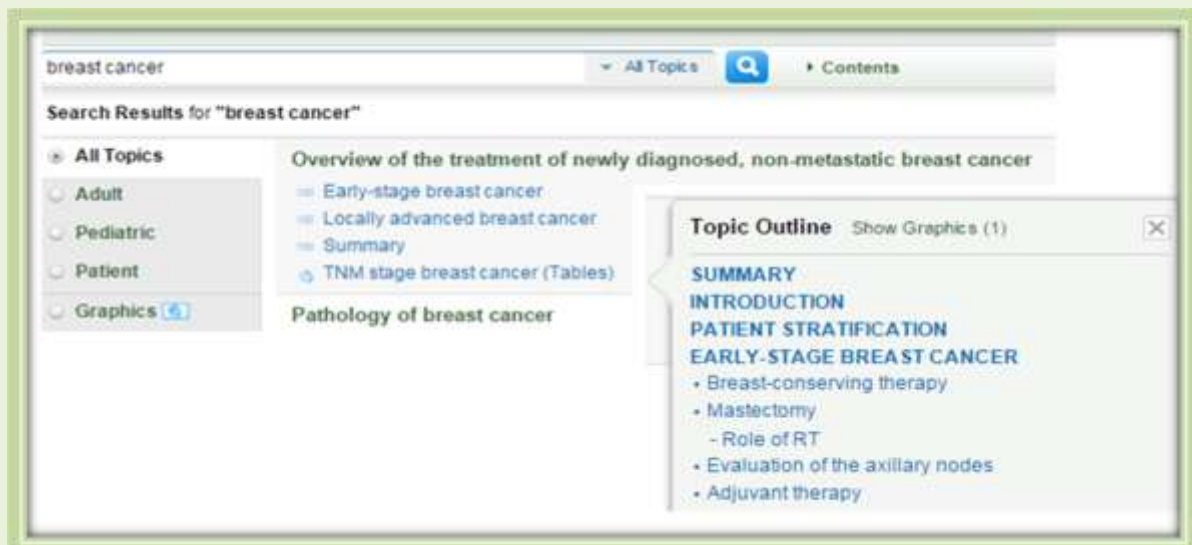 breast cancer
All Topics
Contents
Search Results for "breast cancer"
All Topics
Adult
Pediatric
Patient
Graphics
Overview of the treatment of newly diagnosed, non-metastatic breast cancer
Early-stage breast cancer
Locally advanced breast cancer
Summary
TNM stage breast cancer (Tables)
Pathology of breast cancer
Topic Outline Show Graphics (1)
SUMMARY
INTRODUCTION
PATIENT STRATIFICATION
EARLY-STAGE BREAST CANCER
• Breast-conserving therapy
• Mastectomy
- Role of RT
• Evaluation of the axillary nodes
• Adjuvant therapy